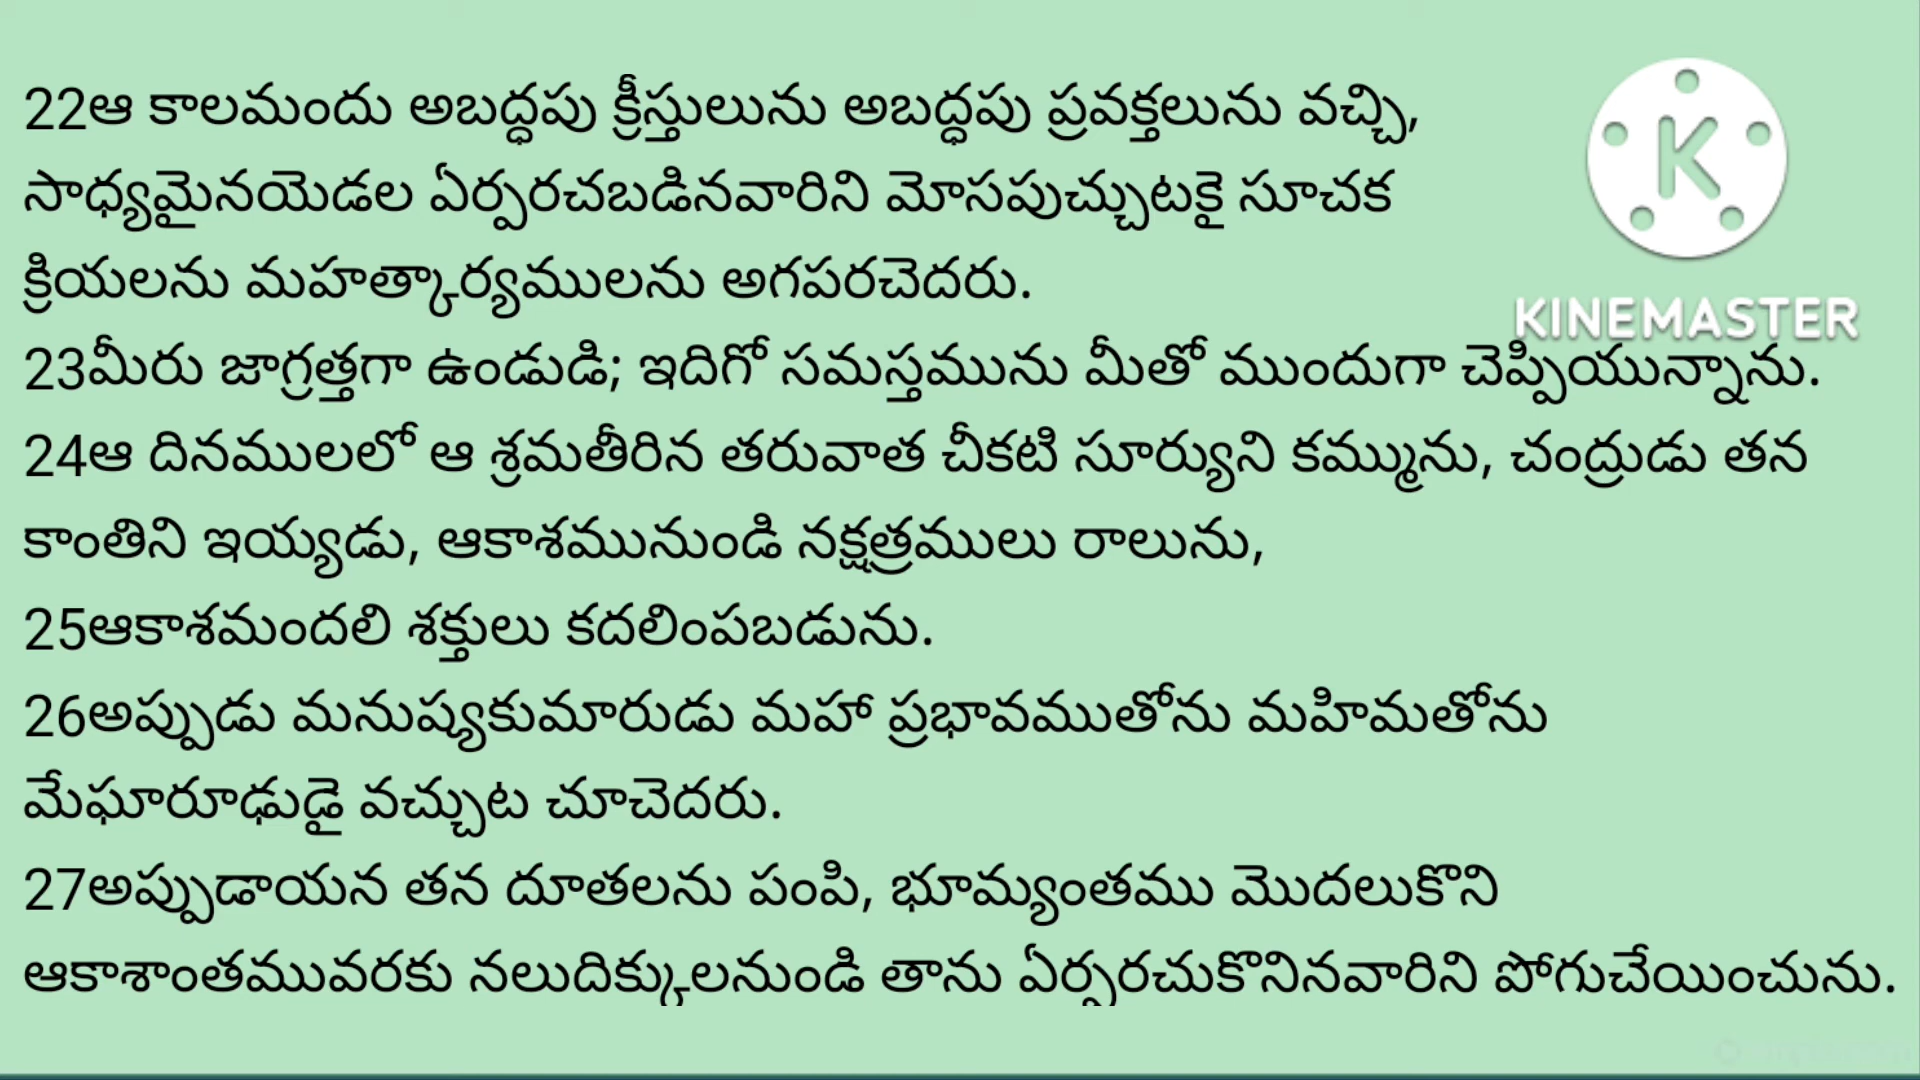 22ఆ కాలమందు అబద్ధపు క్రీస్తులును అబద్ధపు ప్రవక్తలును వచ్చి,
సాధ్యమైనయెడల ఏర్పరచబడినవారిని మోసపుచ్చుటకై సూచక
క్రియలను మహత్కార్యములను అగపరచెదరు.
KINEMASTER
23మీరు జాగ్రత్తగా ఉండుడి; ఇదిగో సమస్తమును మీతో ముందుగా చెప్పియున్నాను.
24ఆ దినములలో ఆ శ్రమతీరిన తరువాత చీకటి సూర్యుని కమ్మును, చంద్రుడు తన
కాంతిని ఇయ్యడు, ఆకాశమునుండి నక్షత్రములు రాలును,
25ఆకాశమందలి శక్తులు కదలింపబడును.
26అప్పుడు మనుష్యకుమారుడు మహా ప్రభావముతోను మహిమతోను
మేఘారూఢుడై వచ్చుట చూచెదరు.
27అప్పుడాయన తన దూతలను పంపి, భూమ్యంతము మొదలుకొని
ఆకాశాంతమువరకు నలుదిక్కులనుండి తాను ఏర్పరచుకొనినవారిని పోగుచేయించును.